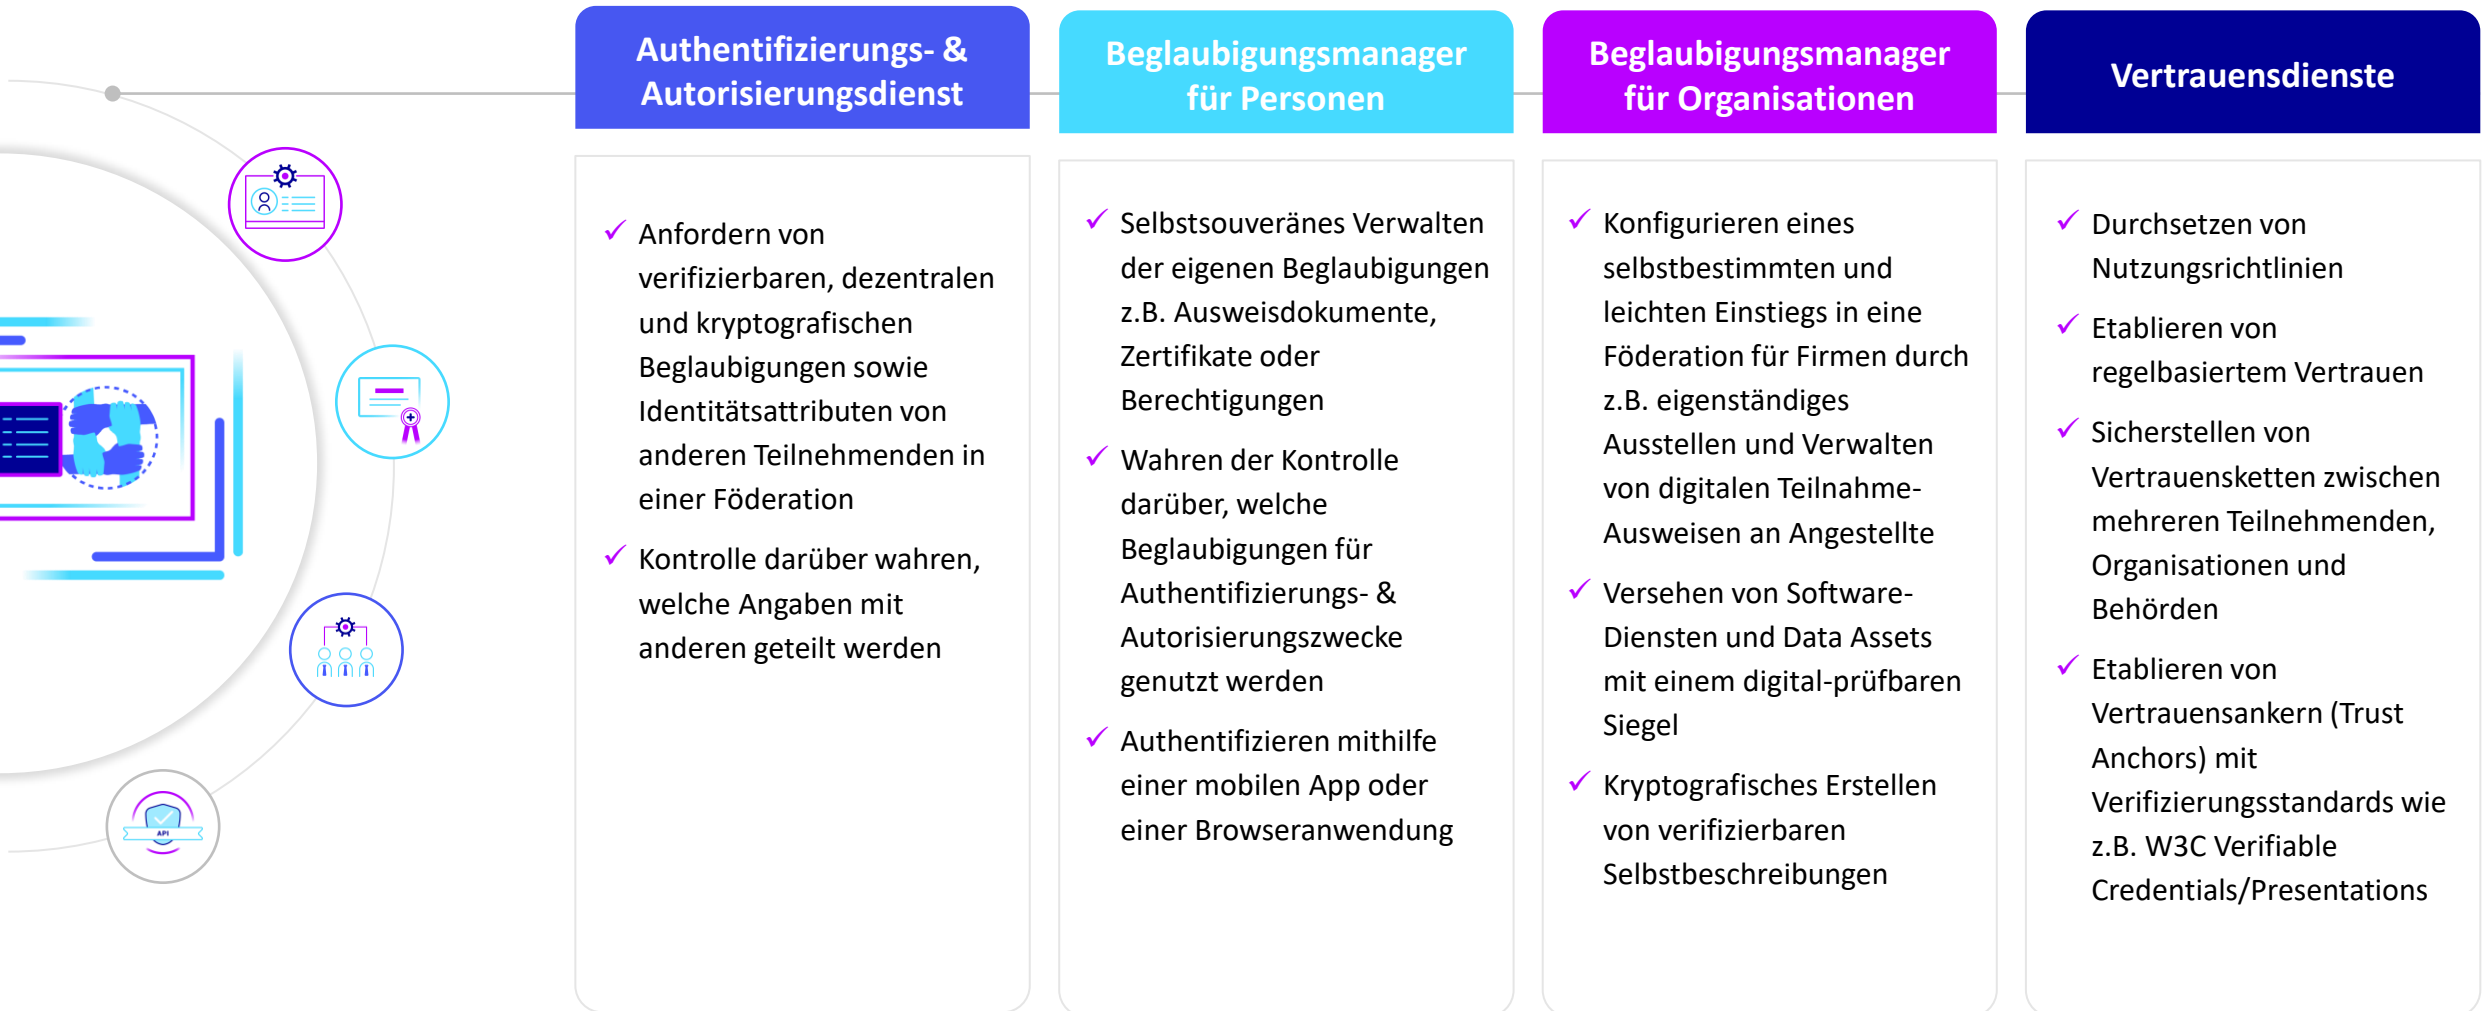 Authentifizierungs- &
Autorisierungsdienst
Anfordern von
verifizierbaren, dezentralen
und kryptografischen
Beglaubigungen sowie
Identitätsattributen von
anderen Teilnehmenden in
einer Föderation
Kontrolle darüber wahren,
welche Angaben mit
anderen geteilt werden
Beglaubigungsmanager
für Personen
Selbstsouveränes Verwalten
der eigenen Beglaubigungen
z.B. Ausweisdokumente,
Zertifikate oder
Berechtigungen
Wahren der Kontrolle
darüber, welche
Beglaubigungen für
Authentifizierungs- &
Autorisierungszwecke
genutzt werden
Authentifizieren mithilfe
einer mobilen App oder
einer Browseranwendung
Beglaubigungsmanager
für Organisationen
Konfigurieren eines
selbstbestimmten und
leichten Einstiegs in eine
Föderation für Firmen durch
z.B. eigenständiges
Ausstellen und Verwalten
von digitalen Teilnahme-
Ausweisen an Angestellte
Versehen von Software-
Diensten und Data Assets
mit einem digital-prüfbaren
Siegel
Kryptografisches Erstellen
von verifizierbaren
Selbstbeschreibungen
Vertrauensdienste
Durchsetzen von
Nutzungsrichtlinien
Etablieren von
regelbasiertem Vertrauen
Sicherstellen von
Vertrauensketten zwischen
mehreren Teilnehmenden,
Organisationen und
Behörden
Etablieren von
Vertrauensankern (Trust
Anchors) mit
Verifizierungsstandards wie
z.B. W3C Verifiable
Credentials/Presentations
API